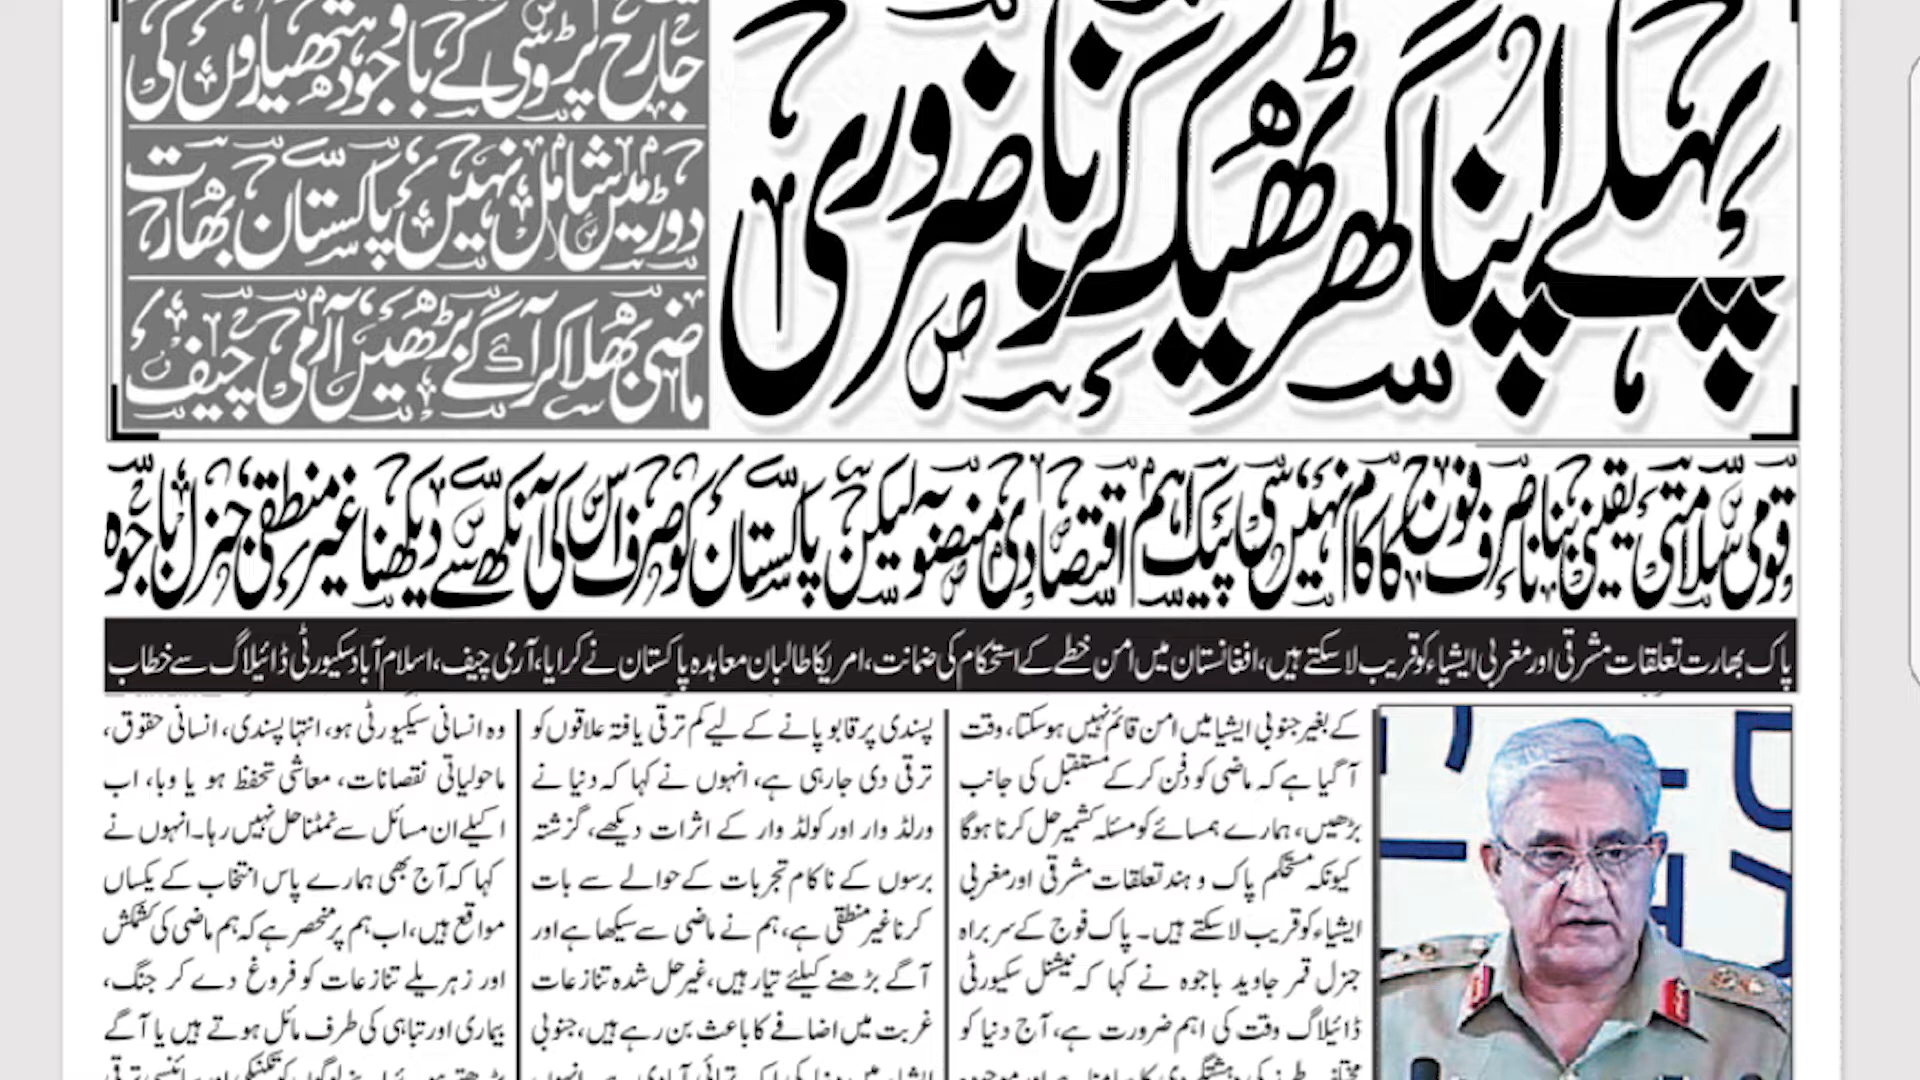 پہلے اپنا گھر ٹھیک کرنا ضروری
جارح پڑوسی کے باوجود ہتھیاروں کی
دوڑ میں شامل نہیں، پاکستان بھارت
ماضی بھلا کر آگے بڑھیں، آرمی چیف
قومی سلامتی یقینی بنانا صرف فوج کا کام نہیں، سی پیک اہم اقتصادی منصوبہ لیکن پاکستان کو صرف اس کی آنکھ سے دیکھنا غیر منطقی، جنرل باجوہ
پاک بھارت تعلقات مشرقی اور مغربی ایشیاء کو قریب لا سکتے ہیں، افغانستان میں امن خطے کے استحکام کی ضمانت، امریکا طالبان معاہدہ پاکستان نے کرایا، آرمی چیف، اسلام آباد سکیورٹی ڈائیلاگ سے خطاب
کے بغیر جنوبی ایشیا میں امن قائم نہیں ہوسکتا، وقت
آ گیا ہے کہ ماضی کو دفن کر کے مستقبل کی جانب
بڑھیں، ہمارے ہمسائے کو مسئلہ کشمیر حل کرنا ہوگا
کیونکہ مستحکم پاک و ہند تعلقات مشرقی اور مغربی
ایشیاء کو قریب لا سکتے ہیں۔ پاک فوج کے سربراہ
جنرل قمر جاوید باجوہ نے کہا کہ نیشنل سکیورٹی
ڈائیلاگ وقت کی اہم ضرورت ہے، آج دنیا کو
پسندی پر قابو پانے کے لیے کم ترقی یافتہ علاقوں کو
ترقی دی جارہی ہے، انہوں نے کہا کہ دنیا نے
ورلڈ وار اور کولڈ وار کے اثرات دیکھے، گزشتہ
برسوں کے ناکام تجربات کے حوالے سے بات
کرنا غیر منطقی ہے، ہم نے ماضی سے سیکھا ہے اور
آگے بڑھنے کیلئے تیار ہیں، غیر حل شدہ تنازعات
غربت میں اضافے کا باعث بن رہے ہیں، جنوبی
وہ انسانی سیکیورٹی ہو، انتہا پسندی، انسانی حقوق،
ماحولیاتی نقصانات، معاشی تحفظ ہو یا وبا، اب
اکیلے ان مسائل سے نمٹنا حل نہیں رہا۔ انہوں نے
کہا کہ آج بھی ہمارے پاس انتخاب کے یکساں
مواقع ہیں، اب ہم پر منحصر ہے کہ ہم ماضی کی کشمکش
اور زہریلے تنازعات کو فروغ دے کر جنگ،
بیماری اور تباہی کی طرف مائل ہوتے ہیں یا آگے